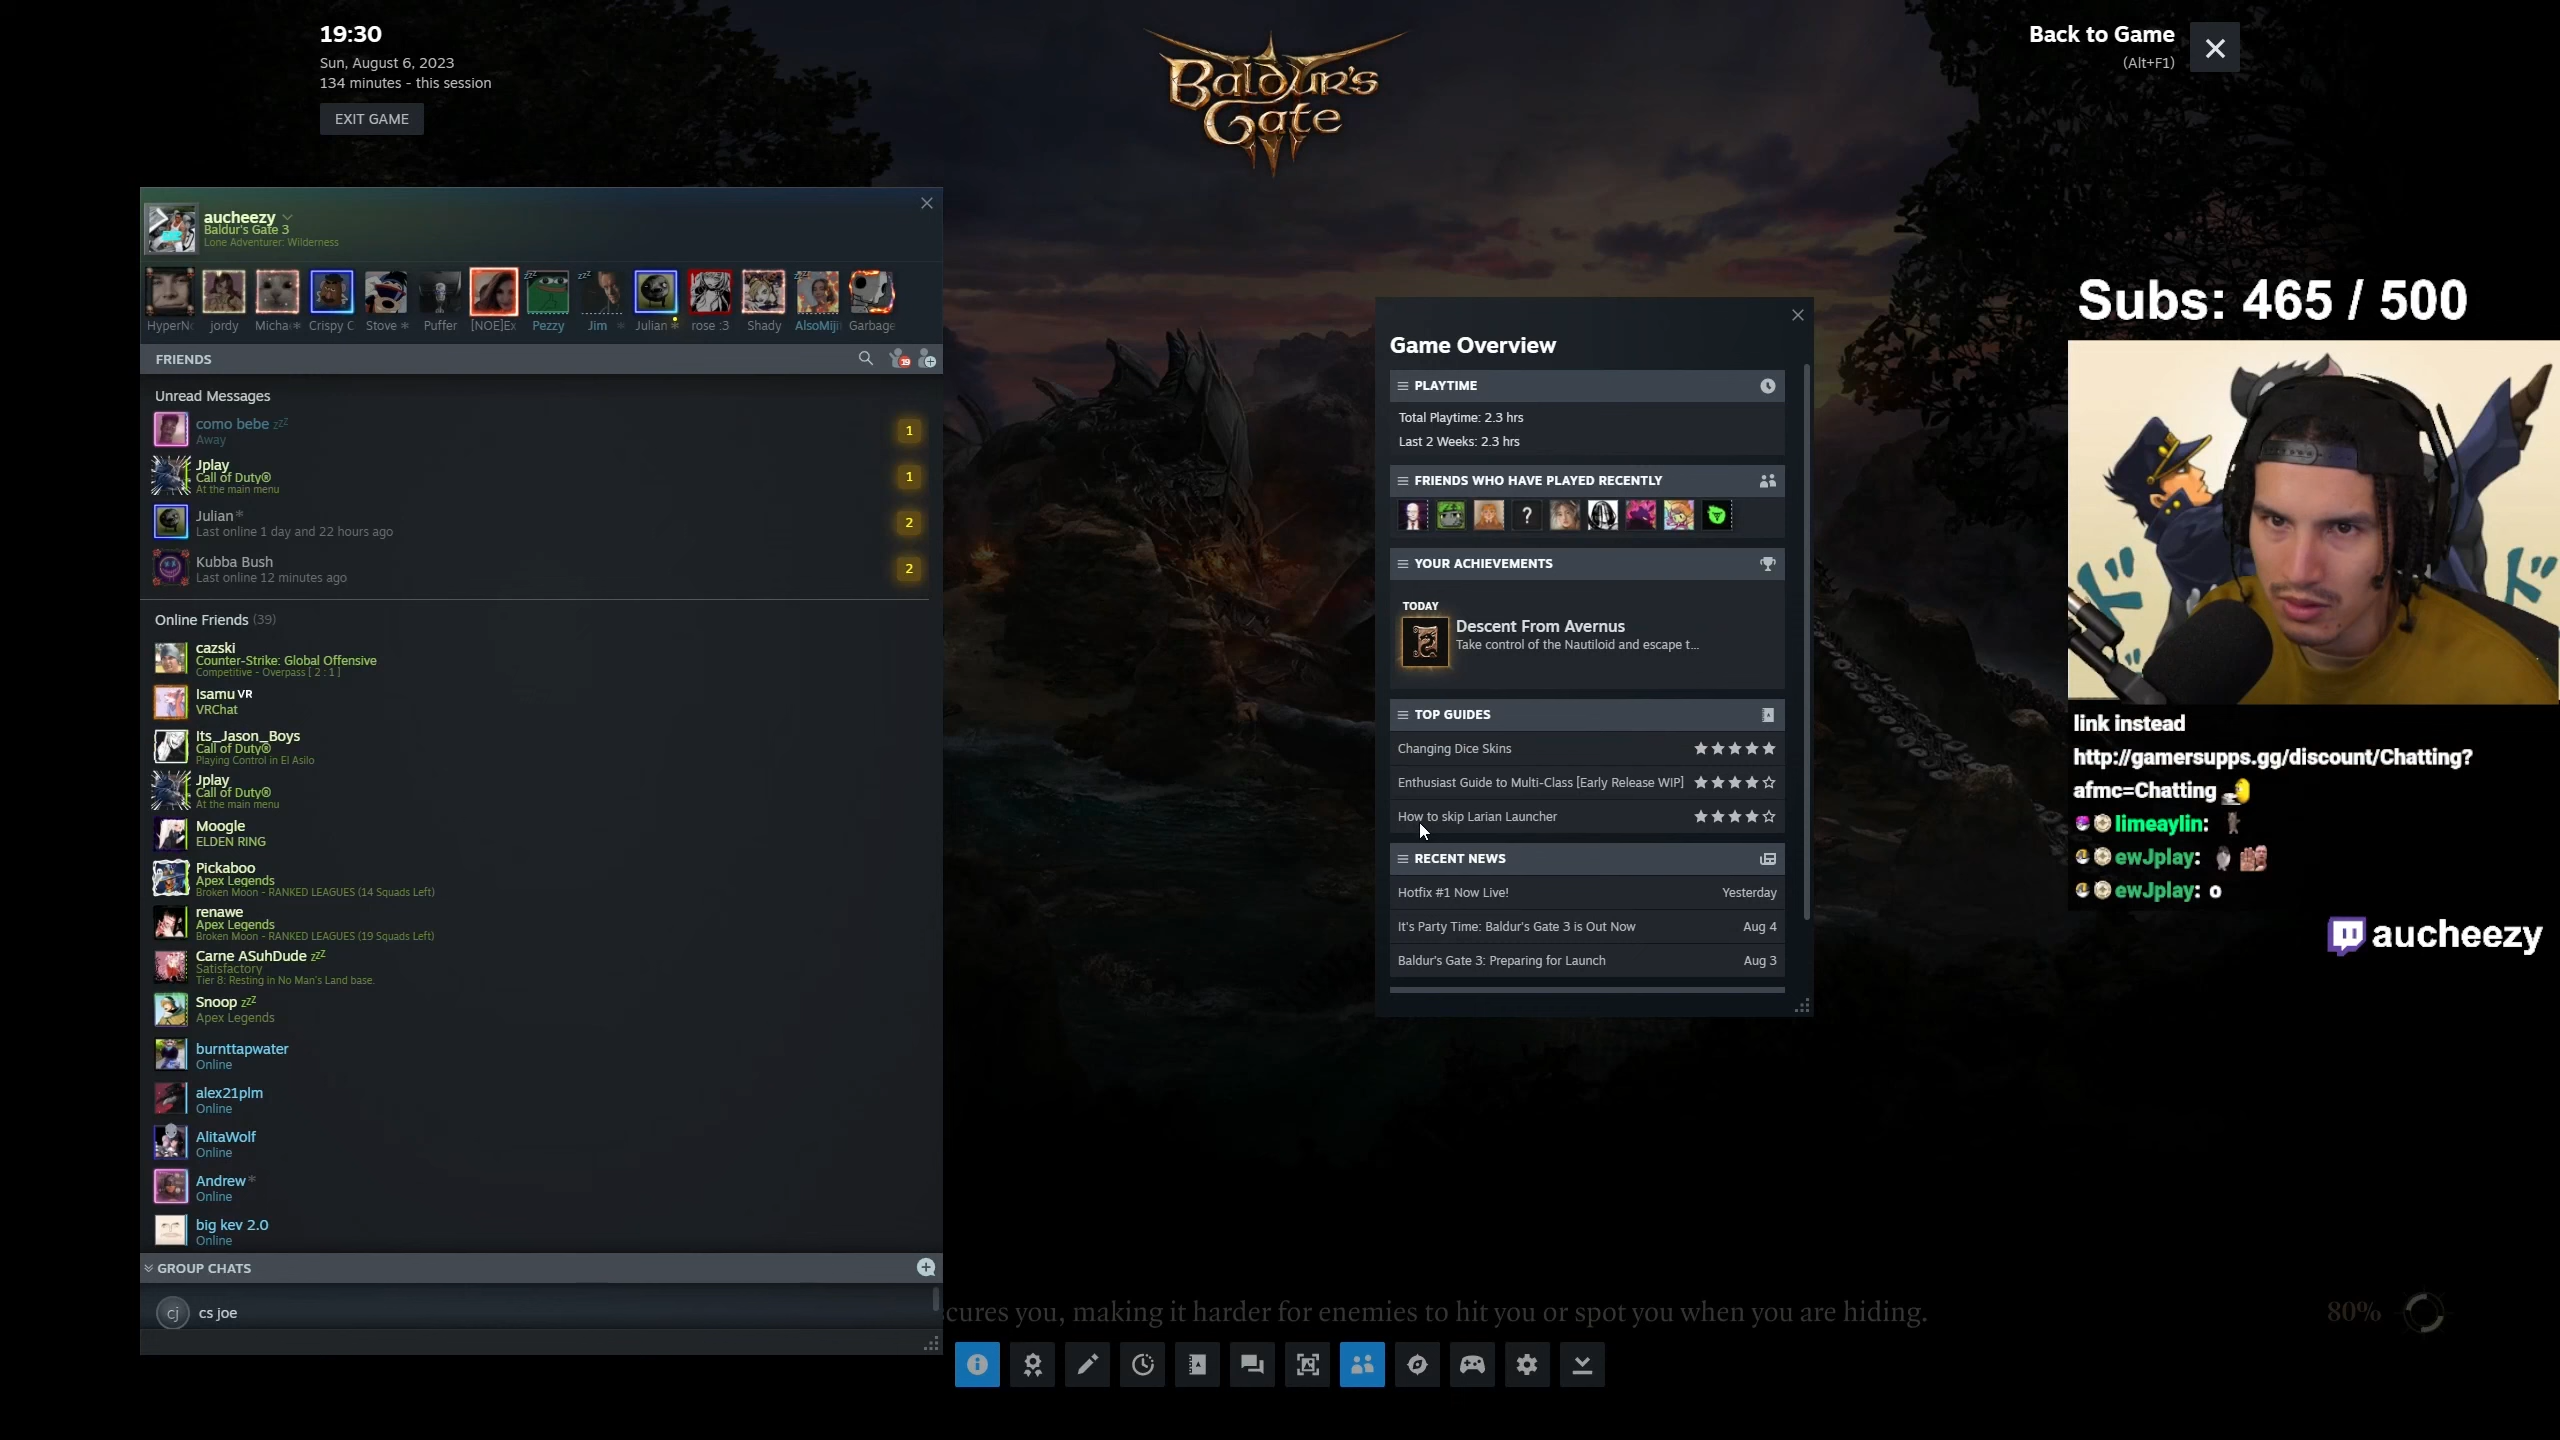 19:30
Sun, August 6, 2023
134 minutes - this session
EXIT GAME
Baldur's
Gate
Back to Game
(Alt+F1)
aucheezy
Baldur's Gate 3
Lone Adventurer: Wilderness
jordy
Micha
Crispy C
Stove
Puffer
[NOE]Ex
Pezzy
Jim
Julian
rose :3
Shady
AlsoMiji
Garbage
FRIENDS
19
Unread Messages
como bebe zzZ
Away
1
Jplay
Call of Duty®
At the main menu
1
Julian*
Last online 1 day and 22 hours ago
2
Kubba Bush
Last online 12 minutes ago
2
Online Friends (39)
cazski
Counter-Strike: Global Offensive
Competitive - Overpass [ 2 : 1 ]
Isamu VR
VRChat
Its_Jason_Boys
Call of Duty®
Playing Control in El Asilo
Jplay
Call of Duty®
At the main menu
Moogle
ELDEN RING
Pickaboo
Apex Legends
Broken Moon - RANKED LEAGUES (14 Squads Left)
renawe
Apex Legends
Broken Moon - RANKED LEAGUES (19 Squads Left)
Carne ASuhDude zzZ
Satisfactory
Tier 8: Resting in No Man's Land base.
Snoop zzZ
Apex Legends
burnttapwater
Online
alex21plm
Online
AlitaWolf
Online
Andrew*
Online
big kev 2.0
Online
GROUP CHATS
cj cs joe
Game Overview
PLAYTIME
Total Playtime: 2.3 hrs
Last 2 Weeks: 2.3 hrs
FRIENDS WHO HAVE PLAYED RECENTLY
?
YOUR ACHIEVEMENTS
TODAY
Descent From Avernus
Take control of the Nautiloid and escape t...
TOP GUIDES
Changing Dice Skins
Enthusiast Guide to Multi-Class [Early Release WIP]
How to skip Larian Launcher
RECENT NEWS
Hotfix #1 Now Live! Yesterday
It's Party Time: Baldur's Gate 3 is Out Now Aug 4
Baldur's Gate 3: Preparing for Launch Aug 3
Subs: 465 / 500
ド
link instead
http://gamersupps.gg/discount/Chatting?
afmc=Chatting
limeaylin:
ewJplay:
ewJplay: o
aucheezy
cures you, making it harder for enemies to hit you or spot you when you are hiding.
80%